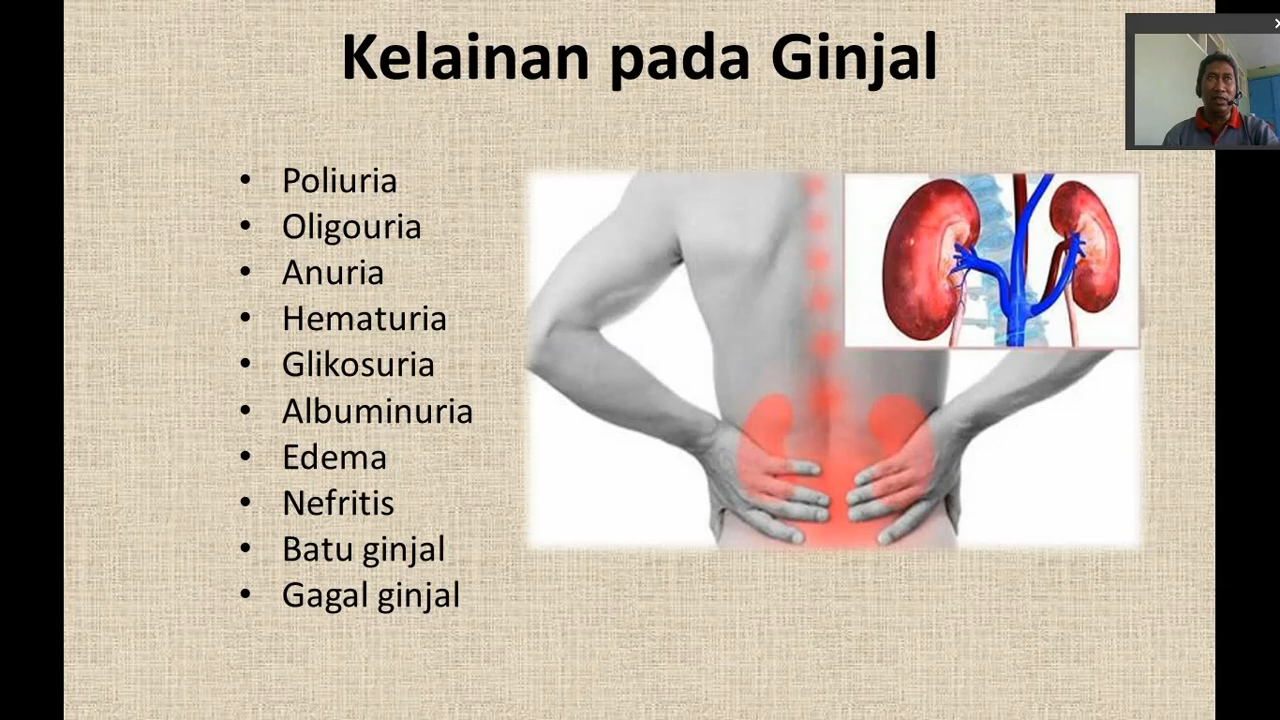 Kelainan pada Ginjal
• Poliuria
• Oligouria
• Anuria
• Hematuria
• Glikosuria
• Albuminuria
• Edema
• Nefritis
• Batu ginjal
• Gagal ginjal